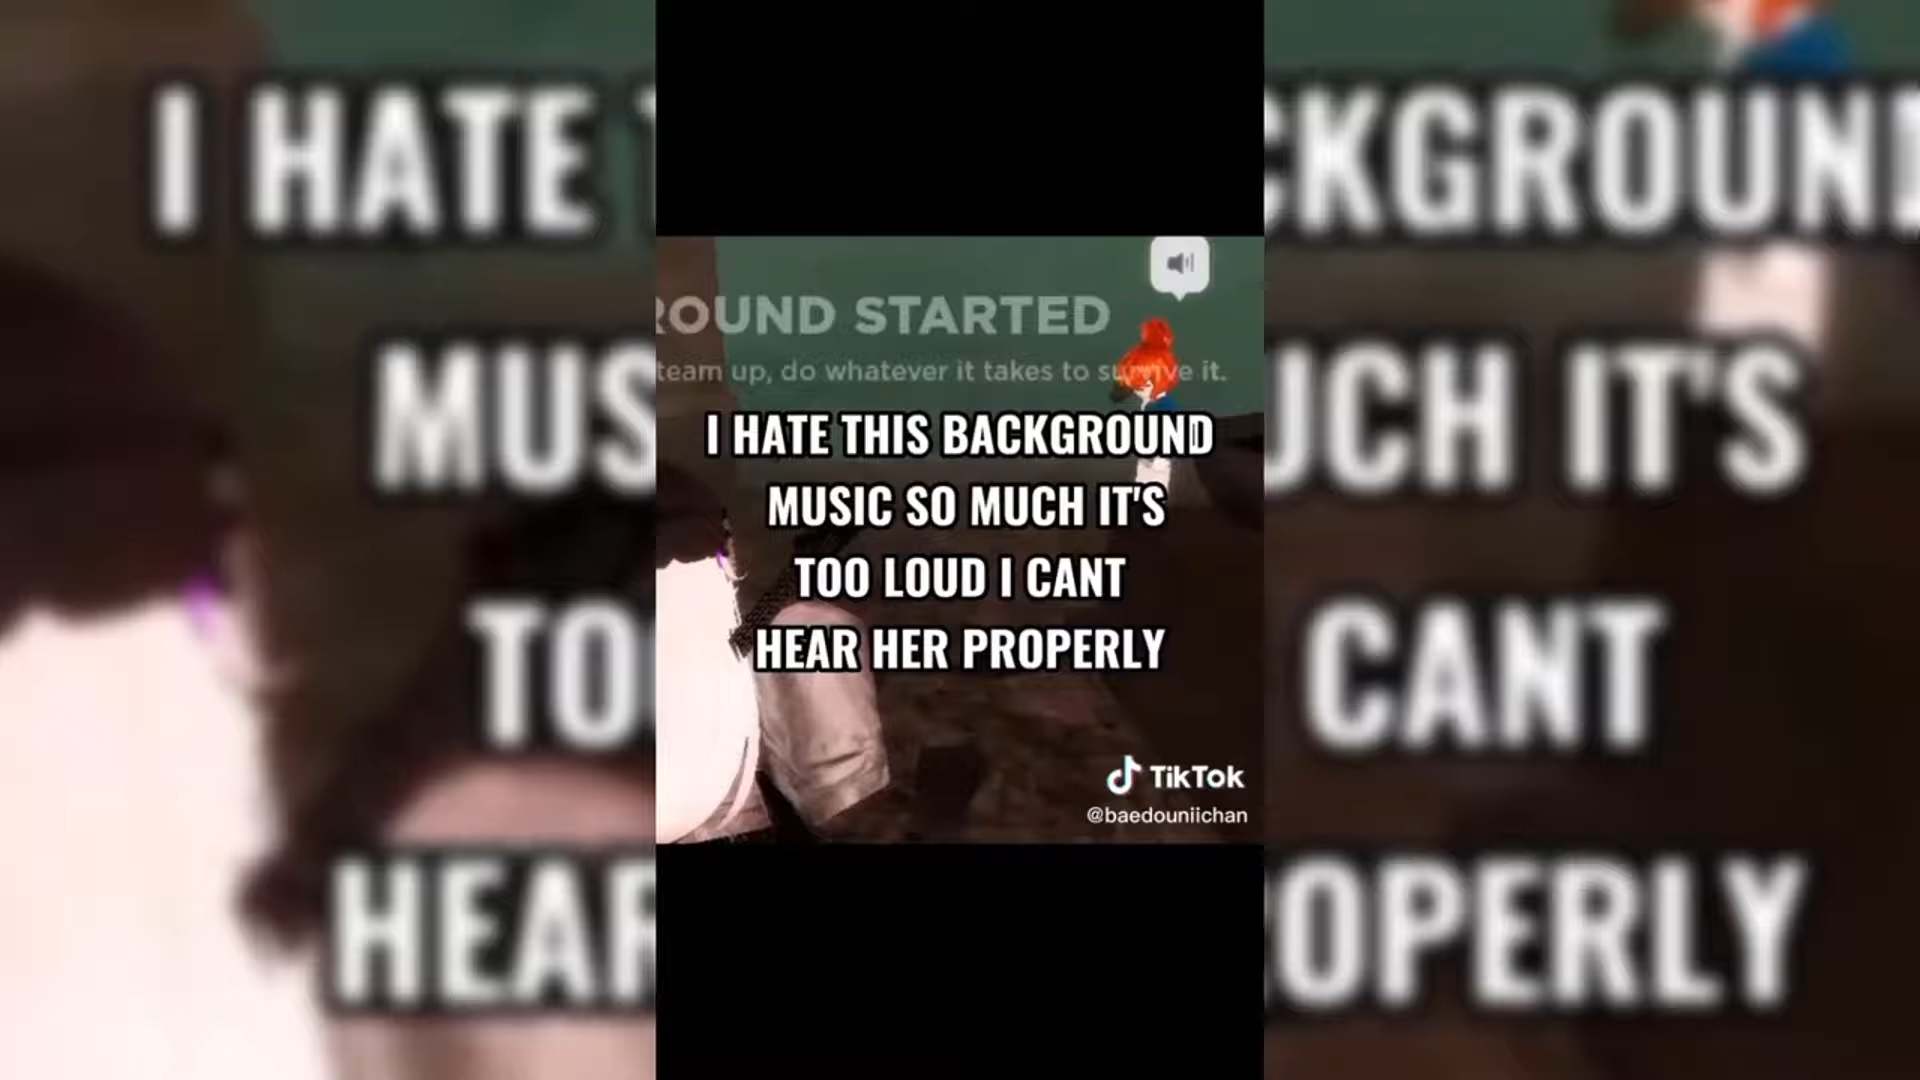 ROUND STARTED
team up, do whatever it takes to survive it.
I HATE THIS BACKGROUND
MUSIC SO MUCH IT'S
TOO LOUD I CANT
HEAR HER PROPERLY
TikTok
@baedouniichan